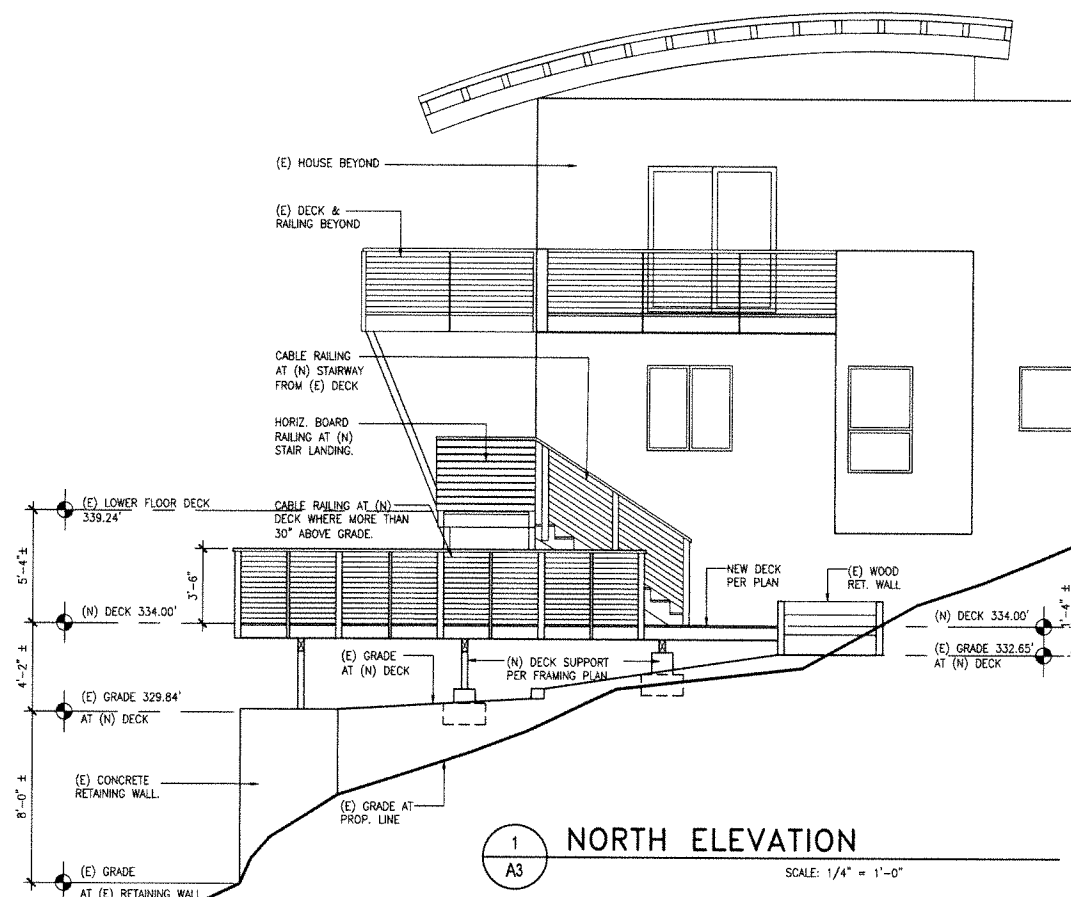 (E) HOUSE BEYOND
(E) DECK &
RAILING BEYOND
CABLE RAILING
AT (N) STAIRWAY
FROM (E) DECK
HORIZ. BOARD
RAILING AT (N)
STAIR LANDING.
(E) LOWER FLOOR DECK
339.24'
CABLE RAILING AT (N)
DECK WHERE MORE THAN
30" ABOVE GRADE.
5'-4"±
3'-6"
NEW DECK
PER PLAN
(E) WOOD
RET. WALL
1'-4" ±
(N) DECK 334.00'
(N) DECK 334.00'
4'-2" ±
(E) GRADE
AT (N) DECK
(N) DECK SUPPORT
PER FRAMING PLAN
(E) GRADE 332.65'
AT (N) DECK
(E) GRADE 329.84'
AT (N) DECK
(E) CONCRETE
RETAINING WALL.
8'-0" ±
(E) GRADE AT
PROP. LINE
(E) GRADE
AT (E) RETAINING WALL
1
A3
NORTH ELEVATION
SCALE: 1/4" = 1'-0"